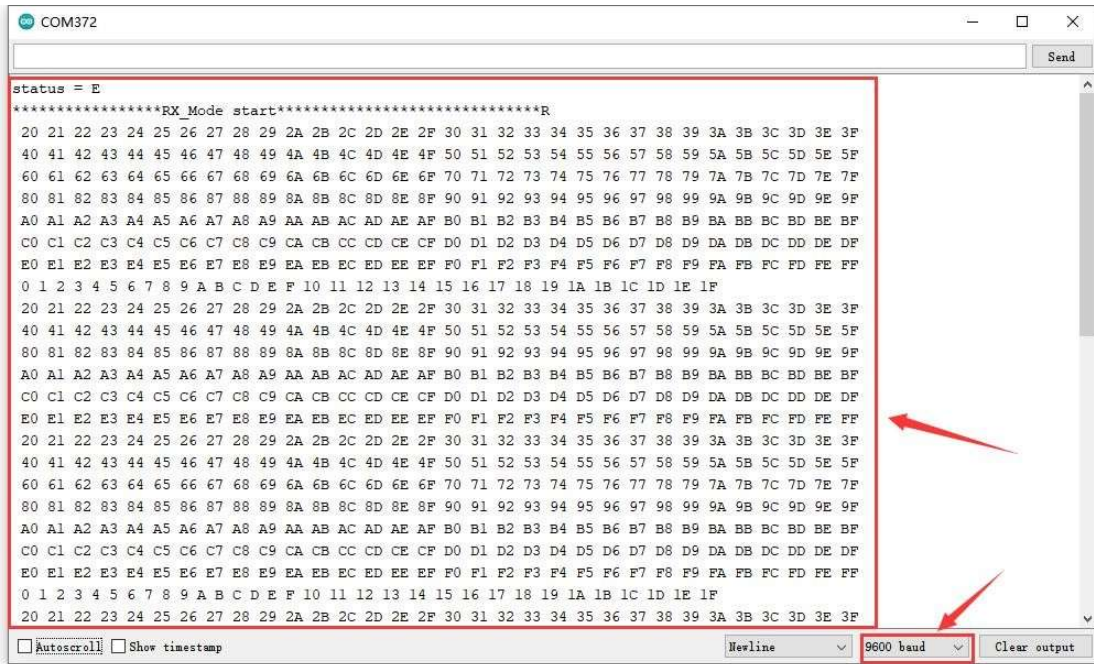 COM372
Send
status = E
*****************RX_Mode start******************************R
20 21 22 23 24 25 26 27 28 29 2A 2B 2C 2D 2E 2F 30 31 32 33 34 35 36 37 38 39 3A 3B 3C 3D 3E 3F
40 41 42 43 44 45 46 47 48 49 4A 4B 4C 4D 4E 4F 50 51 52 53 54 55 56 57 58 59 5A 5B 5C 5D 5E 5F
60 61 62 63 64 65 66 67 68 69 6A 6B 6C 6D 6E 6F 70 71 72 73 74 75 76 77 78 79 7A 7B 7C 7D 7E 7F
80 81 82 83 84 85 86 87 88 89 8A 8B 8C 8D 8E 8F 90 91 92 93 94 95 96 97 98 99 9A 9B 9C 9D 9E 9F
A0 A1 A2 A3 A4 A5 A6 A7 A8 A9 AA AB AC AD AE AF B0 B1 B2 B3 B4 B5 B6 B7 B8 B9 BA BB BC BD BE BF
C0 C1 C2 C3 C4 C5 C6 C7 C8 C9 CA CB CC CD CE CF D0 D1 D2 D3 D4 D5 D6 D7 D8 D9 DA DB DC DD DE DF
E0 E1 E2 E3 E4 E5 E6 E7 E8 E9 EA EB EC ED EE EF F0 F1 F2 F3 F4 F5 F6 F7 F8 F9 FA FB FC FD FE FF
0 1 2 3 4 5 6 7 8 9 A B C D E F 10 11 12 13 14 15 16 17 18 19 1A 1B 1C 1D 1E 1F
20 21 22 23 24 25 26 27 28 29 2A 2B 2C 2D 2E 2F 30 31 32 33 34 35 36 37 38 39 3A 3B 3C 3D 3E 3F
40 41 42 43 44 45 46 47 48 49 4A 4B 4C 4D 4E 4F 50 51 52 53 54 55 56 57 58 59 5A 5B 5C 5D 5E 5F
80 81 82 83 84 85 86 87 88 89 8A 8B 8C 8D 8E 8F 90 91 92 93 94 95 96 97 98 99 9A 9B 9C 9D 9E 9F
A0 A1 A2 A3 A4 A5 A6 A7 A8 A9 AA AB AC AD AE AF B0 B1 B2 B3 B4 B5 B6 B7 B8 B9 BA BB BC BD BE BF
C0 C1 C2 C3 C4 C5 C6 C7 C8 C9 CA CB CC CD CE CF D0 D1 D2 D3 D4 D5 D6 D7 D8 D9 DA DB DC DD DE DF
E0 E1 E2 E3 E4 E5 E6 E7 E8 E9 EA EB EC ED EE EF F0 F1 F2 F3 F4 F5 F6 F7 F8 F9 FA FB FC FD FE FF
20 21 22 23 24 25 26 27 28 29 2A 2B 2C 2D 2E 2F 30 31 32 33 34 35 36 37 38 39 3A 3B 3C 3D 3E 3F
40 41 42 43 44 45 46 47 48 49 4A 4B 4C 4D 4E 4F 50 51 52 53 54 55 56 57 58 59 5A 5B 5C 5D 5E 5F
60 61 62 63 64 65 66 67 68 69 6A 6B 6C 6D 6E 6F 70 71 72 73 74 75 76 77 78 79 7A 7B 7C 7D 7E 7F
80 81 82 83 84 85 86 87 88 89 8A 8B 8C 8D 8E 8F 90 91 92 93 94 95 96 97 98 99 9A 9B 9C 9D 9E 9F
A0 A1 A2 A3 A4 A5 A6 A7 A8 A9 AA AB AC AD AE AF B0 B1 B2 B3 B4 B5 B6 B7 B8 B9 BA BB BC BD BE BF
C0 C1 C2 C3 C4 C5 C6 C7 C8 C9 CA CB CC CD CE CF D0 D1 D2 D3 D4 D5 D6 D7 D8 D9 DA DB DC DD DE DF
E0 E1 E2 E3 E4 E5 E6 E7 E8 E9 EA EB EC ED EE EF F0 F1 F2 F3 F4 F5 F6 F7 F8 F9 FA FB FC FD FE FF
0 1 2 3 4 5 6 7 8 9 A B C D E F 10 11 12 13 14 15 16 17 18 19 1A 1B 1C 1D 1E 1F
20 21 22 23 24 25 26 27 28 29 2A 2B 2C 2D 2E 2F 30 31 32 33 34 35 36 37 38 39 3A 3B 3C 3D 3E 3F
Autoscroll Show timestamp Newline 9600 baud Clear output